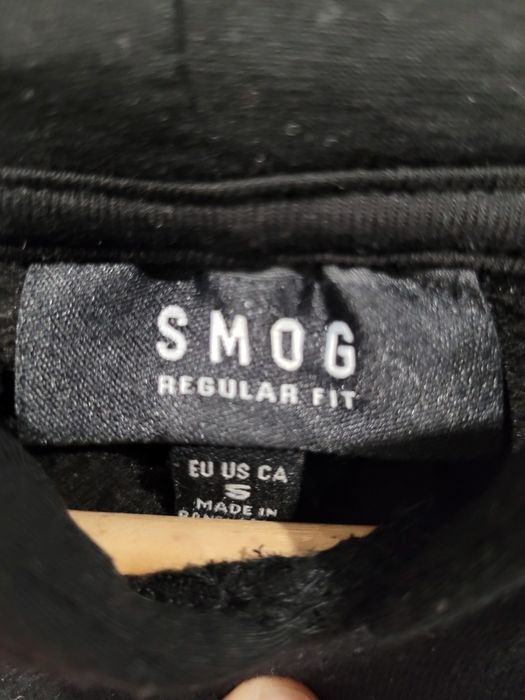 SMOG
REGULAR FIT
EU US CA
S
MADE IN